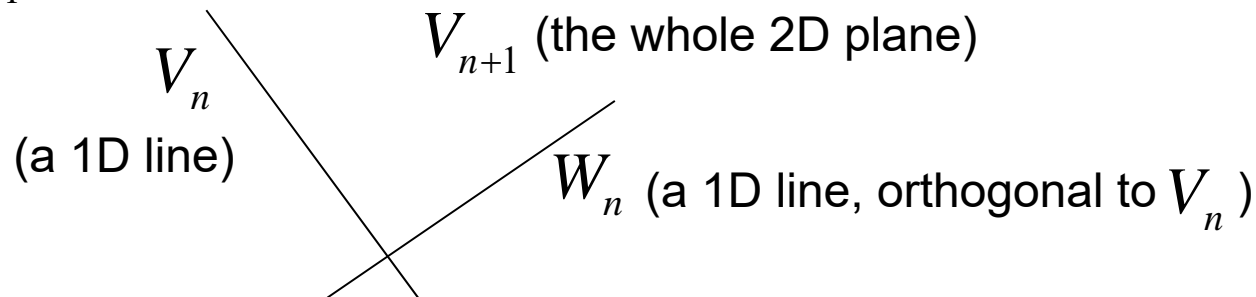 V_n
(a 1D line)
V_{n+1} (the whole 2D plane)
W_n (a 1D line, orthogonal to V_n )